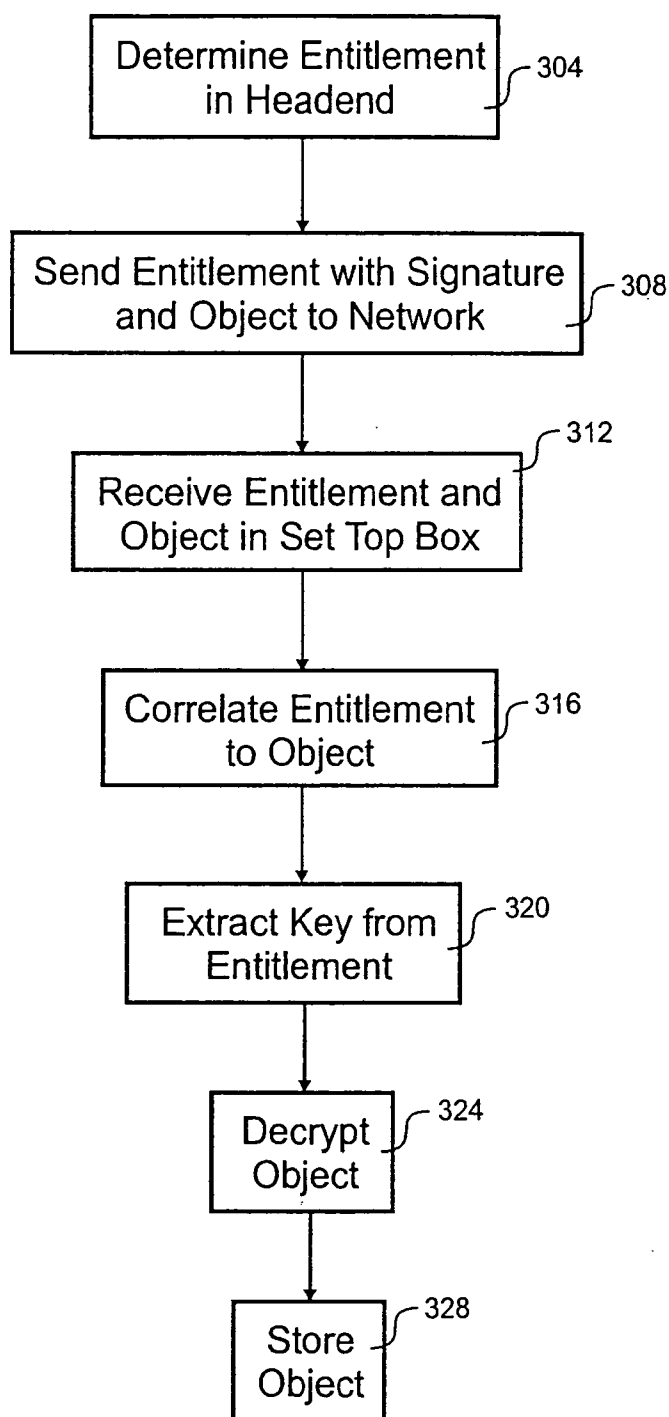 Determine Entitlement
in Headend
304
Send Entitlement with Signature
and Object to Network
308
312
Receive Entitlement and
Object in Set Top Box
Correlate Entitlement
to Object
316
Extract Key from
Entitlement
320
Decrypt
Object
324
Store
Object
328